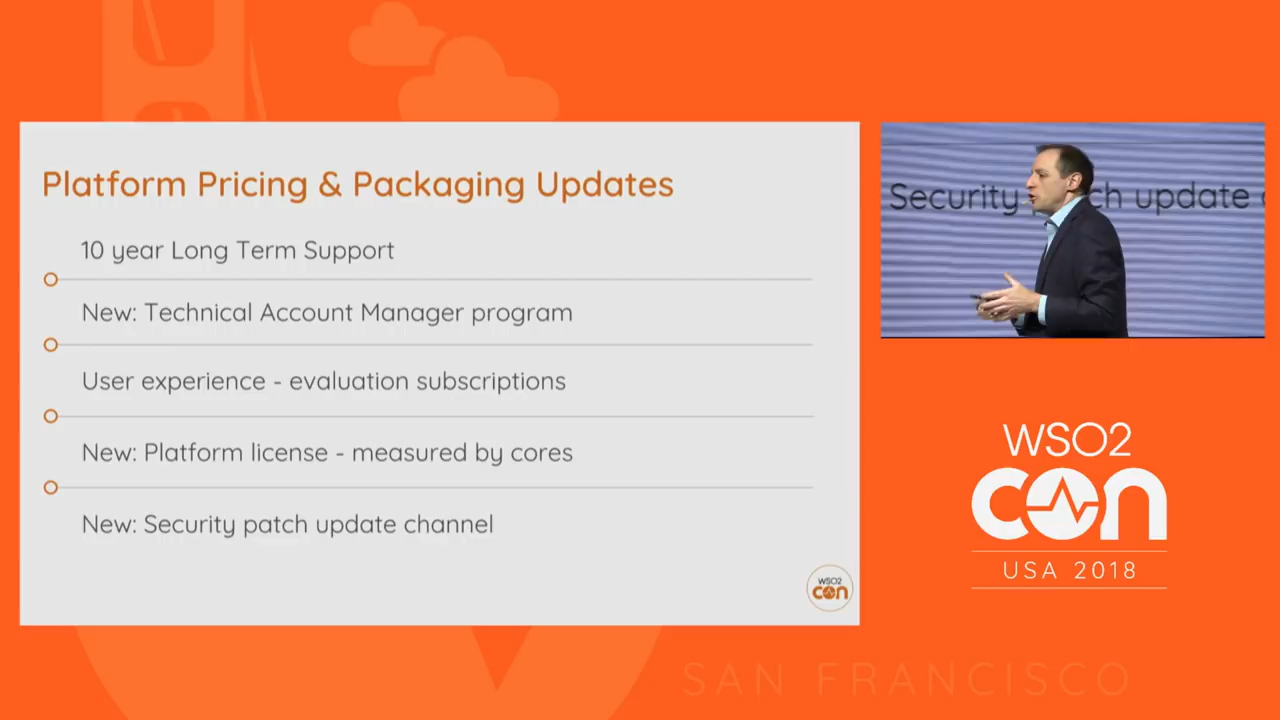 Platform Pricing & Packaging Updates
10 year Long Term Support
New: Technical Account Manager program
User experience - evaluation subscriptions
New: Platform license - measured by cores
New: Security patch update channel
WSO2
con
Security ch update
WSO2
con
USA 2018
SAN FRANCISCO